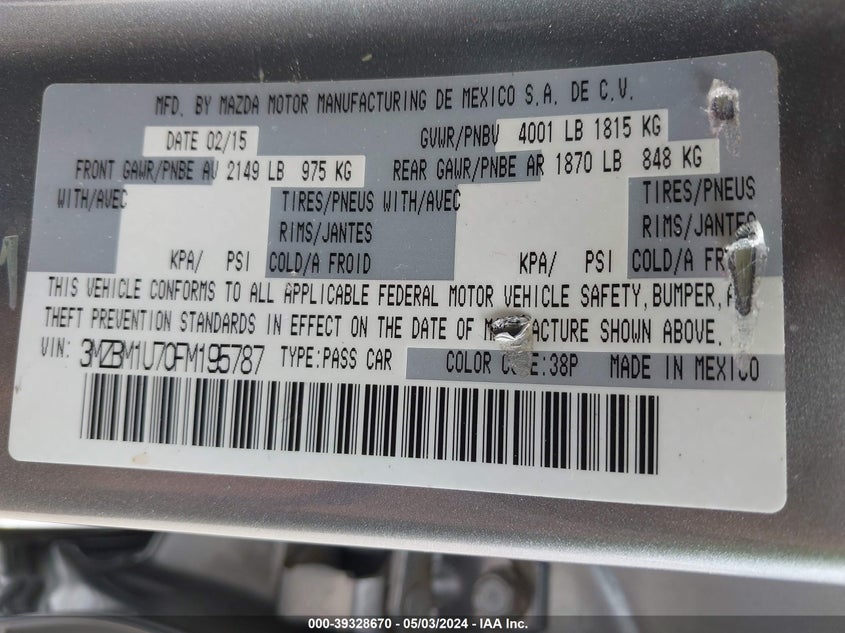 MFD. BY MAZDA MOTOR MANUFACTURING DE MEXICO S.A. DE C.V.
DATE 02/15 GVWR/PNBV 4001 LB 1815 KG
FRONT GAWR/PNBE AV 2149 LB 975 KG REAR GAWR/PNBE AR 1870 LB 848 KG
WITH/AVEC TIRES/PNEUS WITH/AVEC TIRES/PNEUS
RIMS/JANTES RIMS/JANTES
KPA/ PSI COLD/A FROID KPA/ PSI COLD/A FROID
THIS VEHICLE CONFORMS TO ALL APPLICABLE FEDERAL MOTOR VEHICLE SAFETY, BUMPER,
THEFT PREVENTION STANDARDS IN EFFECT ON THE DATE OF MANUFACTURE SHOWN ABOVE.
VIN: 3MZBM1U70FM195787 TYPE:PASS CAR COLOR CODE:38P MADE IN MEXICO
000-39328670 - 05/03/2024 - IAA Inc.